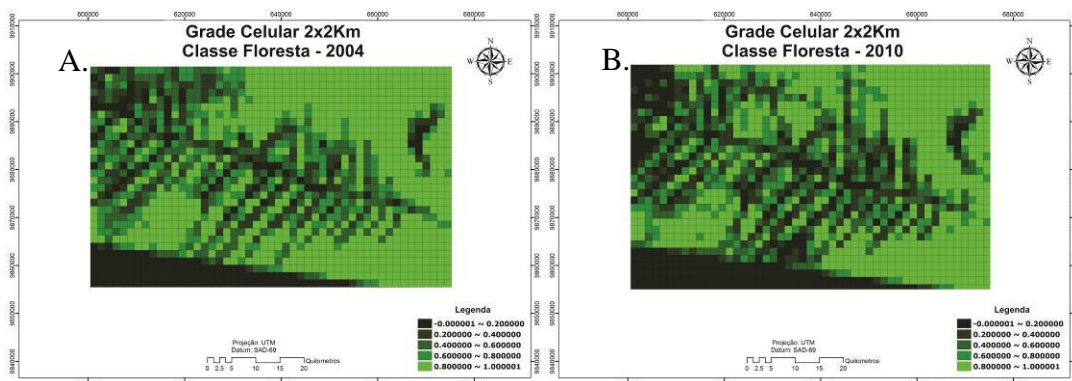 600000 620000 640000 660000 680000
Grade Celular 2x2Km
Classe Floresta - 2004
A.
N
W E
S
9910000
9900000
9890000
9880000
9870000
9860000
9850000
9840000
Legenda
-0.000001 ~ 0.200000
0.200000 ~ 0.400000
0.400000 ~ 0.600000
0.600000 ~ 0.800000
0.800000 ~ 1.000001
Projeção: UTM
Datum: SAD-69
Quilometros
0 2.5 5 10 15 20
600000 620000 640000 660000 680000
Grade Celular 2x2Km
Classe Floresta - 2010
B.
N
W E
S
9910000
9900000
9890000
9880000
9870000
9860000
9850000
9840000
Legenda
-0.000001 ~ 0.200000
0.200000 ~ 0.400000
0.400000 ~ 0.600000
0.600000 ~ 0.800000
0.800000 ~ 1.000001
Projeção: UTM
Datum: SAD-69
Quilometros
0 2.5 5 10 15 20